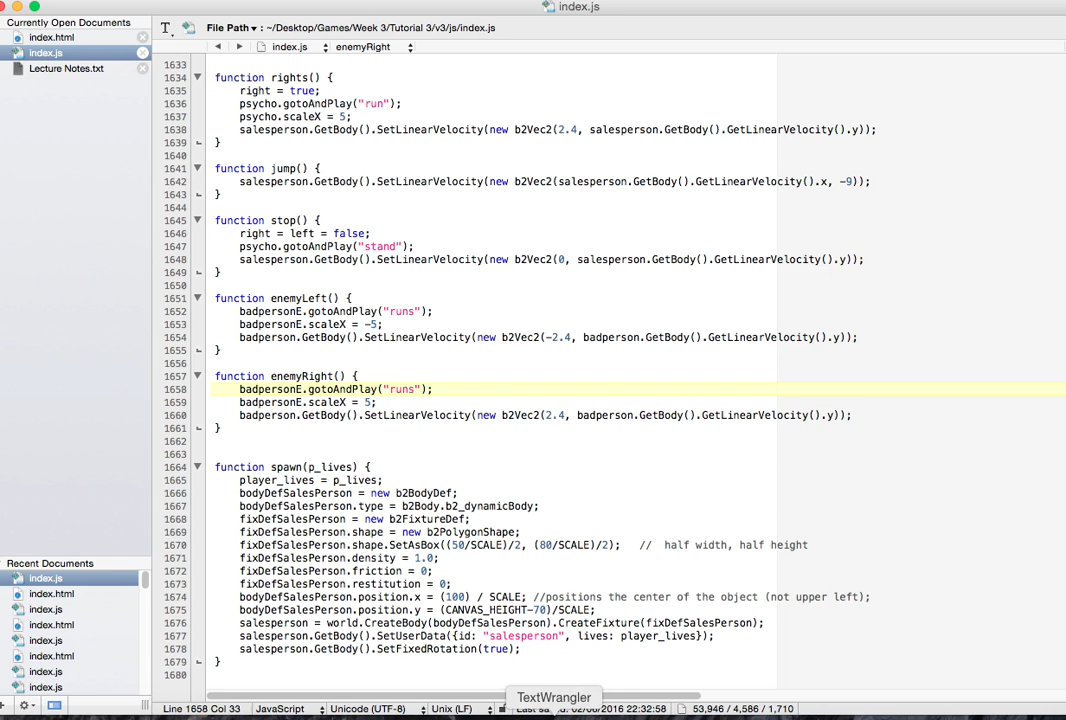 index.js
Currently Open Documents
index.html
index.js
Lecture Notes.txt
File Path ▾ : ~/Desktop/Games/Week 3/Tutorial 3/v3/js/index.js
index.js enemyRight
1633
1634 function rights() {
1635 right = true;
1636 psycho.gotoAndPlay("run");
1637 psycho.scaleX = 5;
1638 salesperson.GetBody().SetLinearVelocity(new b2Vec2(2.4, salesperson.GetBody().GetLinearVelocity().y));
1639 }
1640
1641 function jump() {
1642 salesperson.GetBody().SetLinearVelocity(new b2Vec2(salesperson.GetBody().GetLinearVelocity().x, -9));
1643 }
1644
1645 function stop() {
1646 right = left = false;
1647 psycho.gotoAndPlay("stand");
1648 salesperson.GetBody().SetLinearVelocity(new b2Vec2(0, salesperson.GetBody().GetLinearVelocity().y));
1649 }
1650
1651 function enemyLeft() {
1652 badpersonE.gotoAndPlay("runs");
1653 badpersonE.scaleX = -5;
1654 badperson.GetBody().SetLinearVelocity(new b2Vec2(-2.4, badperson.GetBody().GetLinearVelocity().y));
1655 }
1656
1657 function enemyRight() {
1658 badpersonE.gotoAndPlay("runs");
1659 badpersonE.scaleX = 5;
1660 badperson.GetBody().SetLinearVelocity(new b2Vec2(2.4, badperson.GetBody().GetLinearVelocity().y));
1661 }
1662
1663
1664 function spawn(p_lives) {
1665 player_lives = p_lives;
1666 bodyDefSalesPerson = new b2BodyDef;
1667 bodyDefSalesPerson.type = b2Body.b2_dynamicBody;
1668 fixDefSalesPerson = new b2FixtureDef;
1669 fixDefSalesPerson.shape = new b2PolygonShape;
1670 fixDefSalesPerson.shape.SetAsBox((50/SCALE)/2, (80/SCALE)/2); // half width, half height
1671 fixDefSalesPerson.density = 1.0;
1672 fixDefSalesPerson.friction = 0;
1673 fixDefSalesPerson.restitution = 0;
1674 bodyDefSalesPerson.position.x = (100) / SCALE; //positions the center of the object (not upper left);
1675 bodyDefSalesPerson.position.y = (CANVAS_HEIGHT-70)/SCALE;
1676 salesperson = world.CreateBody(bodyDefSalesPerson).CreateFixture(fixDefSalesPerson);
1677 salesperson.GetBody().SetUserData({id: "salesperson", lives: player_lives});
1678 salesperson.GetBody().SetFixedRotation(true);
1679 }
1680
Recent Documents
index.js
index.html
index.js
index.html
index.js
index.html
index.js
index.js
TextWrangler
Line 1658 Col 33 JavaScript Unicode (UTF-8) Unix (LF) 22:32:58 53,946 / 4,586 / 1,710